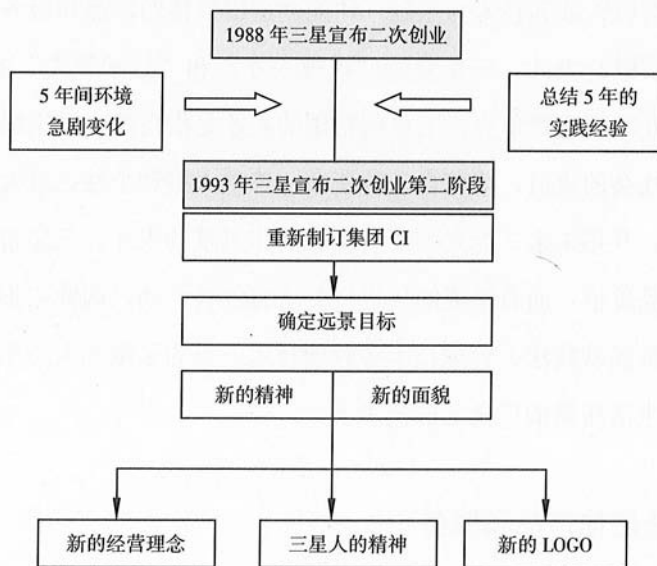 1988年三星宣布二次创业
5年间环境
急剧变化
总结5年的
实践经验
1993年三星宣布二次创业第二阶段
重新制订集团CI
确定远景目标
新的精神
新的面貌
新的经营理念
三星人的精神
新的LOGO